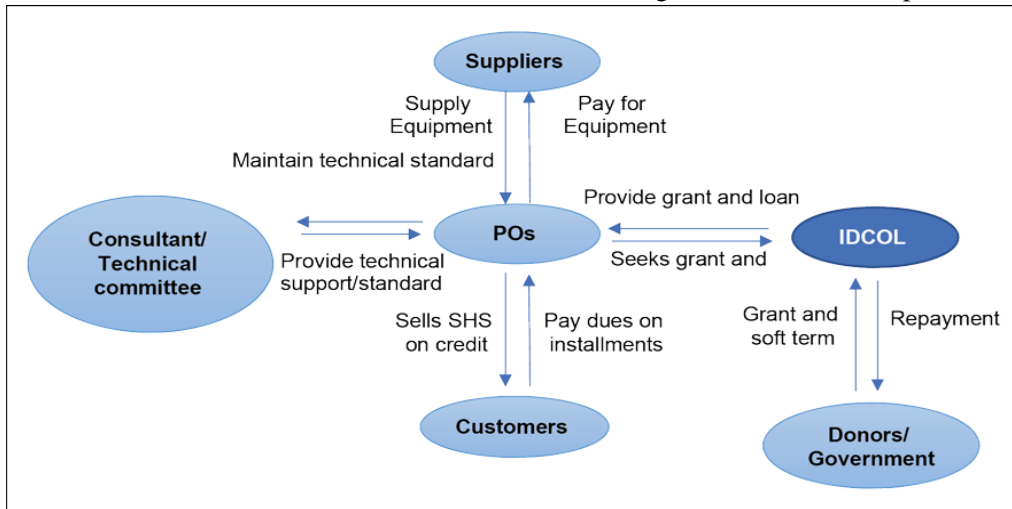 Suppliers
Supply
Equipment
Pay for
Equipment
Maintain technical standard
Provide grant and loan
Consultant/
Technical
committee
POs
IDCOL
Provide technical
support/standard
Seeks grant and
Sells SHS
on credit
Pay dues on
installments
Grant and
soft term
Repayment
Customers
Donors/
Government